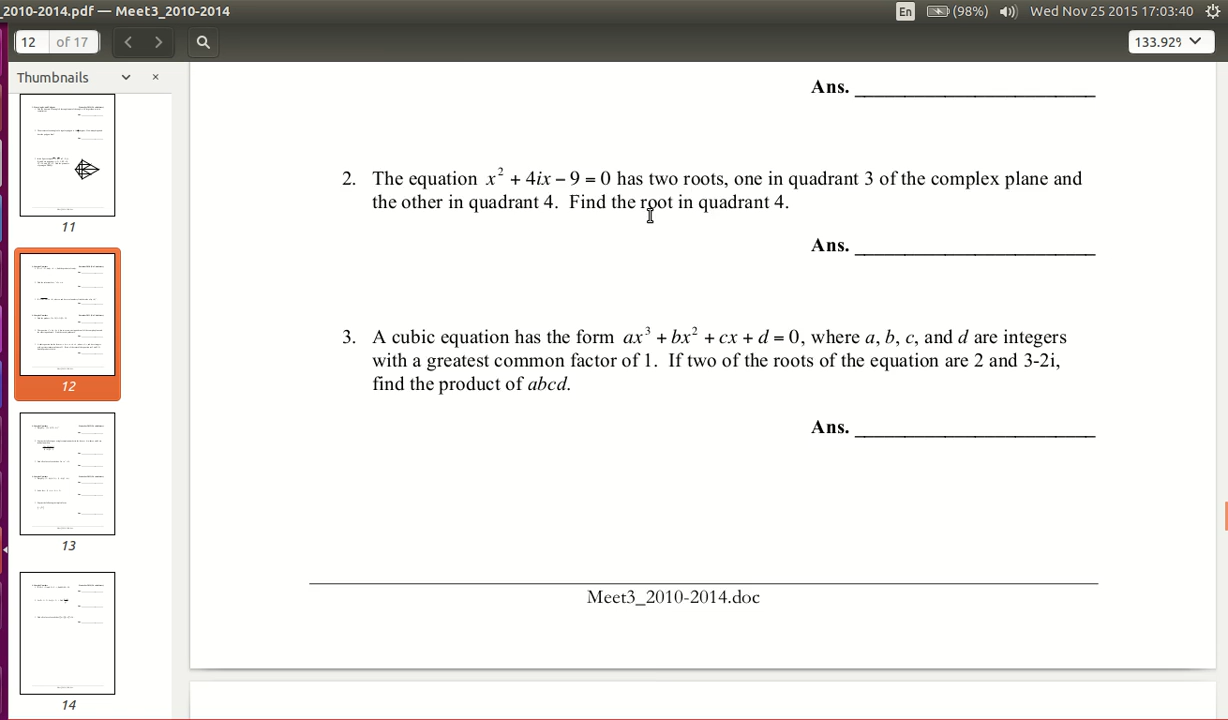 _2010-2014.pdf — Meet3_2010-2014
En (98%) Wed Nov 25 2015 17:03:40
12 of 17
133.92%
Thumbnails
11
12
13
14
Ans. ____________________
2. The equation x² + 4ix − 9 = 0 has two roots, one in quadrant 3 of the complex plane and
the other in quadrant 4. Find the root in quadrant 4.
Ans. ____________________
3. A cubic equation has the form ax³ + bx² + cx + d = 0, where a, b, c, and d are integers
with a greatest common factor of 1. If two of the roots of the equation are 2 and 3-2i,
find the product of abcd.
Ans. ____________________
Meet3_2010-2014.doc